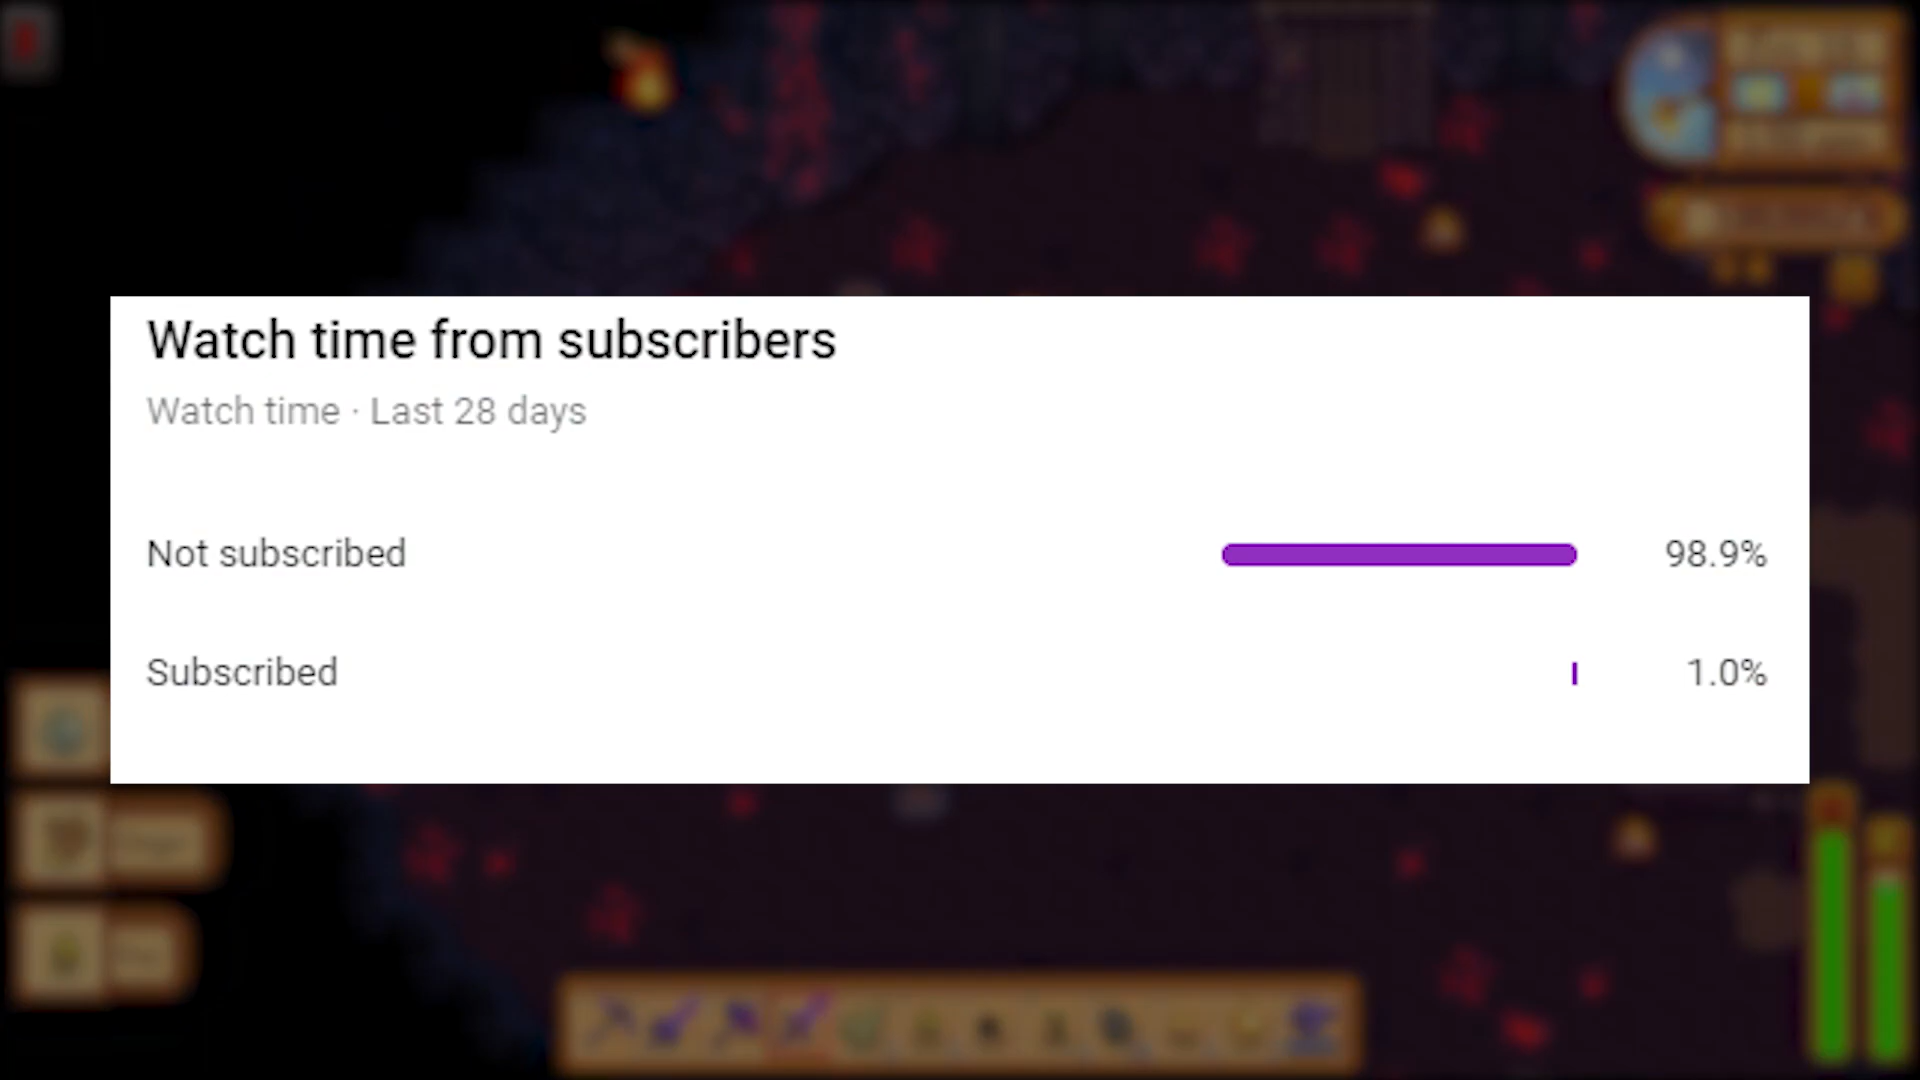 Watch time from subscribers
Watch time · Last 28 days
Not subscribed 98.9%
Subscribed 1.0%